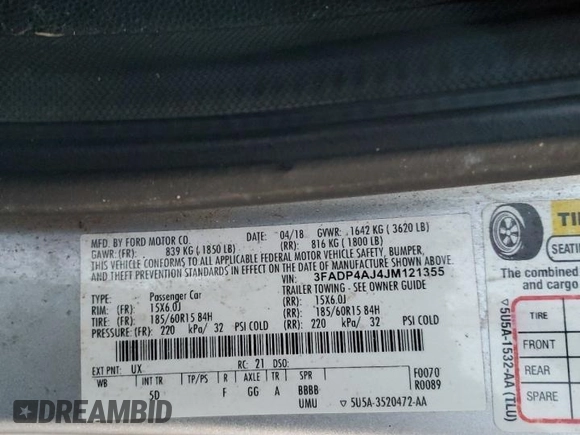 MFD. BY FORD MOTOR CO.
DATE: 04/18 GVWR: 1642 KG ( 3620 LB)
GAWR: (FR): 839 KG ( 1850 LB) (RR): 816 KG ( 1800 LB)
THIS VEHICLE CONFORMS TO ALL APPLICABLE FEDERAL MOTOR VEHICLE SAFETY, BUMPER,
AND THEFT PREVENTION STANDARDS IN EFFECT ON THE DATE OF MANUFACTURE SHOWN ABOVE.
VIN: 3FADP4AJ4JM121355
TYPE: Passenger Car TRAILER TOWING - SEE OWNER GUIDE
RIM: (FR) 15X6.0J (RR): 15X6.0J
TIRE: (FR) 185/60R15 84H (RR): 185/60R15 84H
PRESSURE: (FR) 220 kPa/ 32 PSI COLD (RR): 220 kPa/ 32 PSI COLD
EXT PNT: UX RC: 21 DSO: F0070
WB INT TR TP/PS R AXLE TR SPR R0089
5D F GG A BBBB
UMU ▽5U5A-3520472-AA
▽5U5A-1532-AA (TLU)
TI
SEATI
The combined
and cargo
TIRE
FRONT
REAR
SPARE
DREAMBID